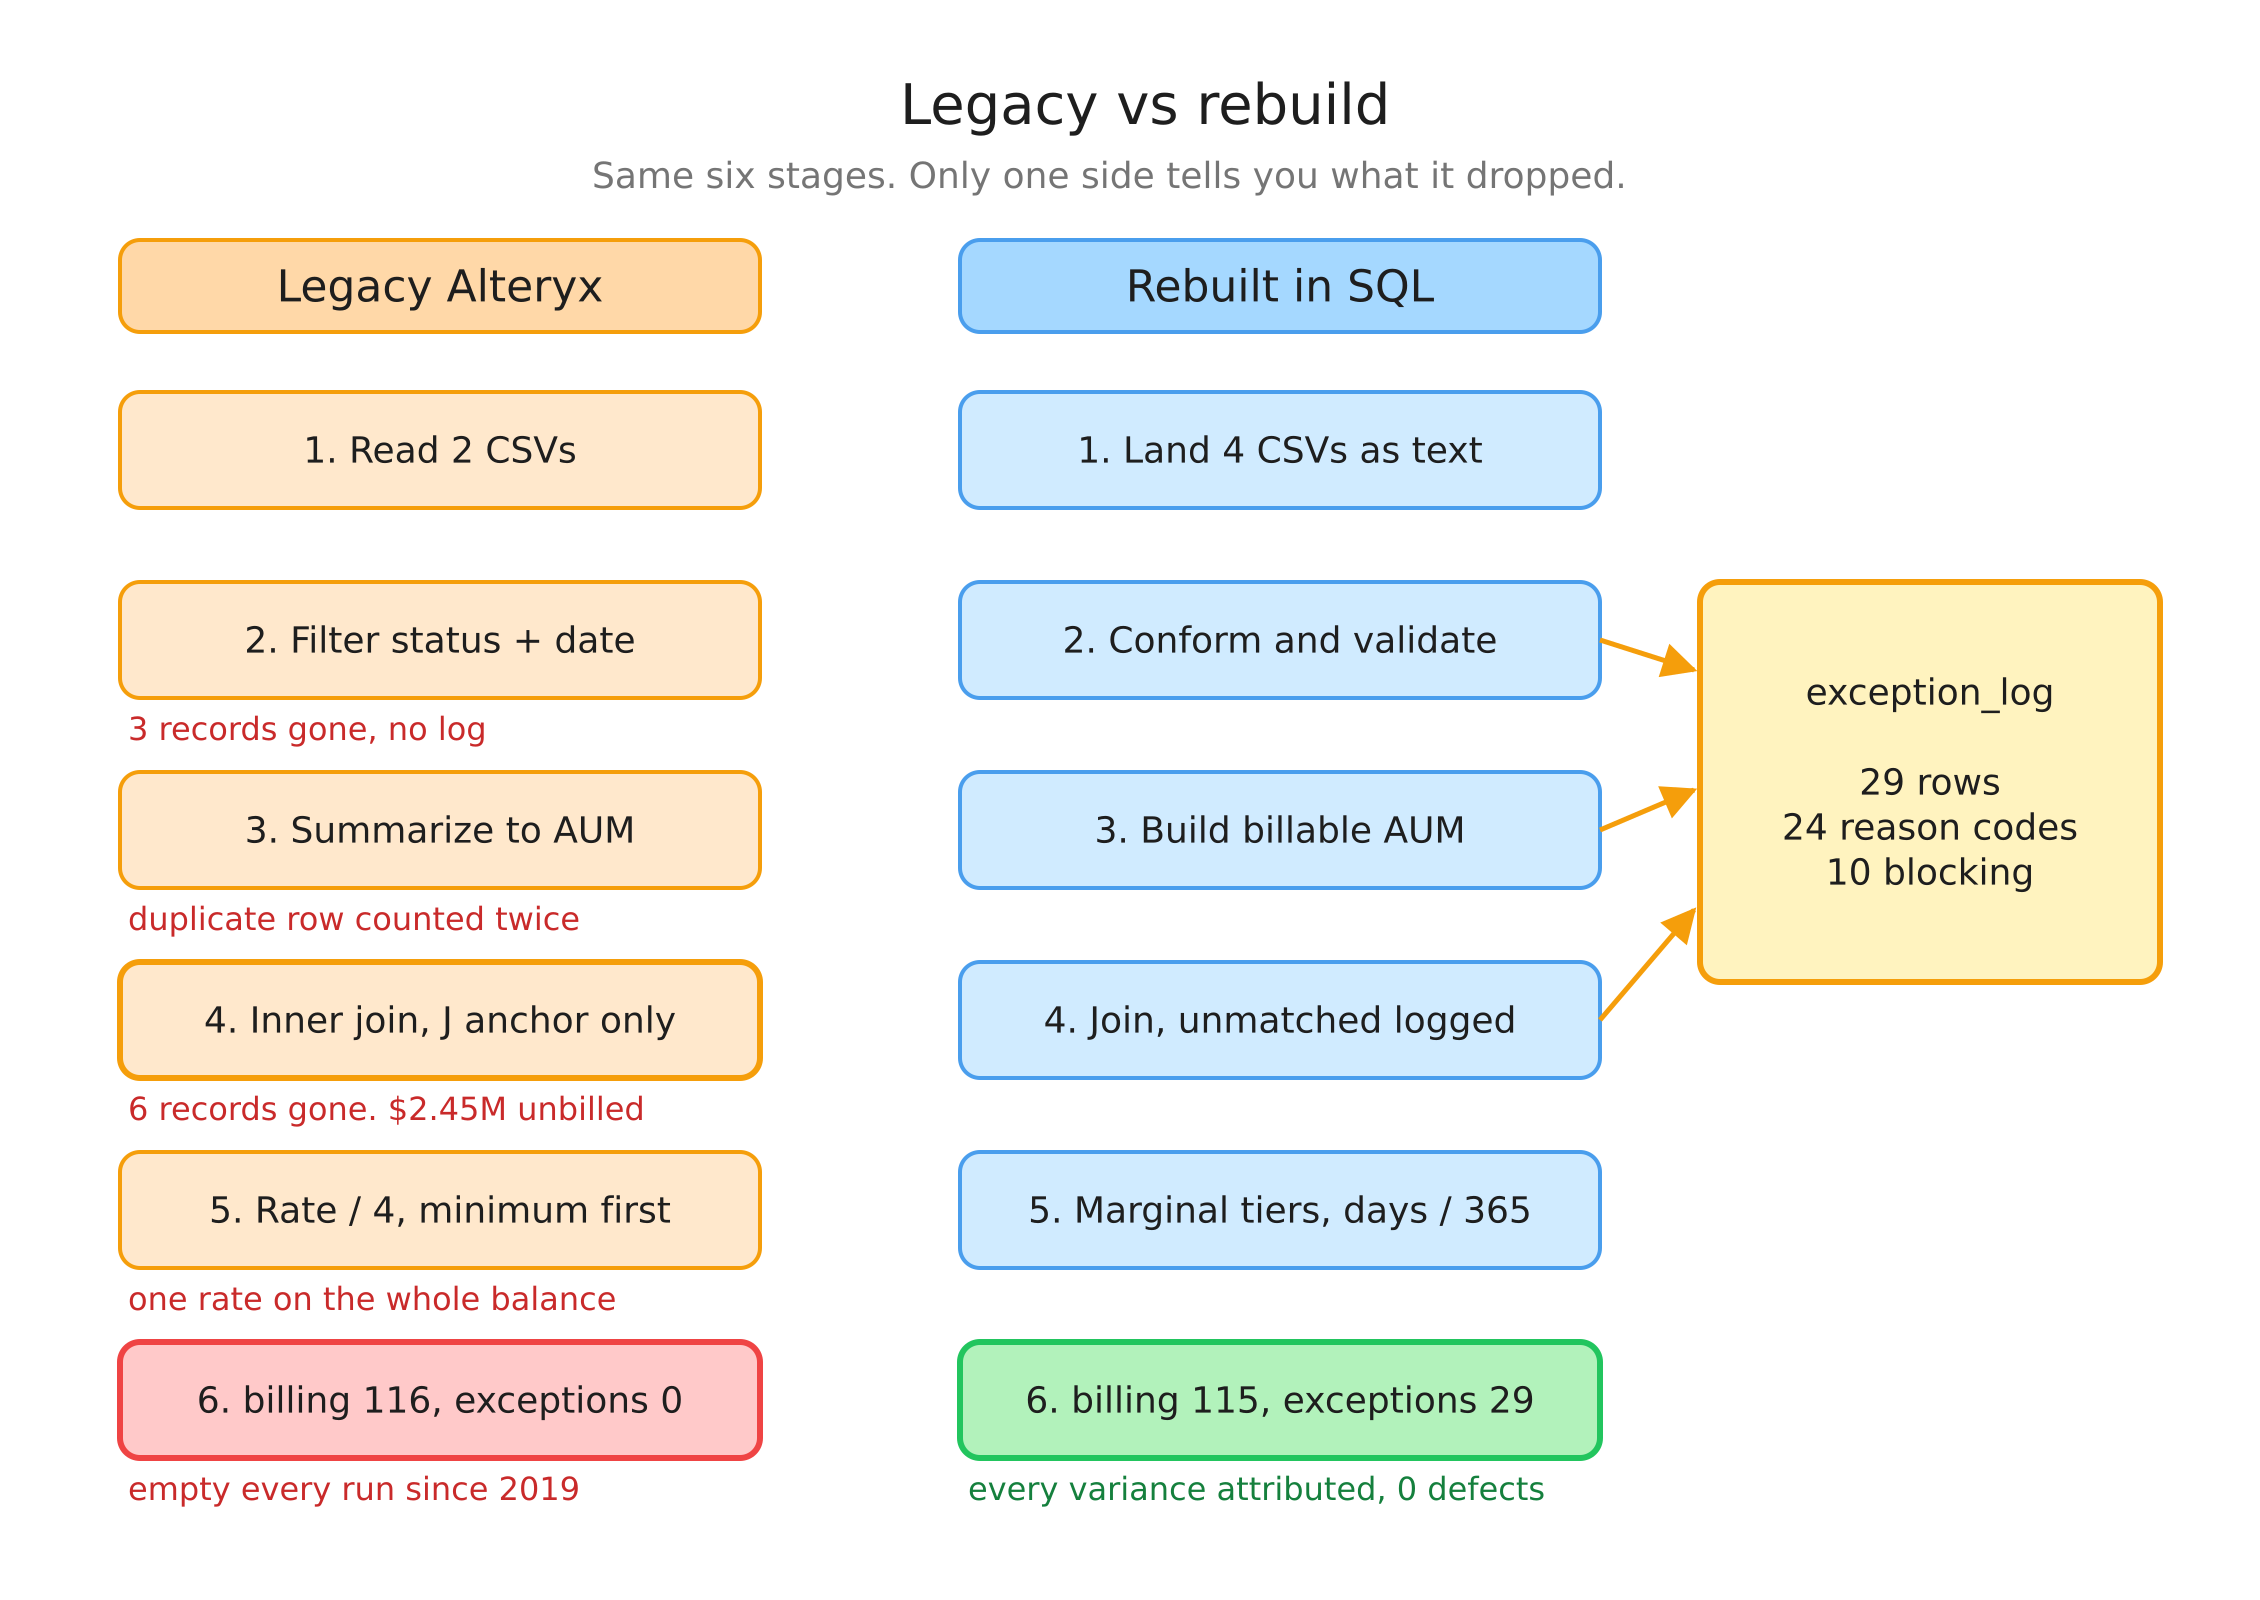 Legacy vs rebuild
Same six stages. Only one side tells you what it dropped.
Legacy Alteryx
Rebuilt in SQL
1. Read 2 CSVs
1. Land 4 CSVs as text
2. Filter status + date
2. Conform and validate
3 records gone, no log
3. Summarize to AUM
3. Build billable AUM
duplicate row counted twice
4. Inner join, J anchor only
4. Join, unmatched logged
6 records gone. $2.45M unbilled
5. Rate / 4, minimum first
5. Marginal tiers, days / 365
one rate on the whole balance
6. billing 116, exceptions 0
6. billing 115, exceptions 29
empty every run since 2019
every variance attributed, 0 defects
exception_log
29 rows
24 reason codes
10 blocking